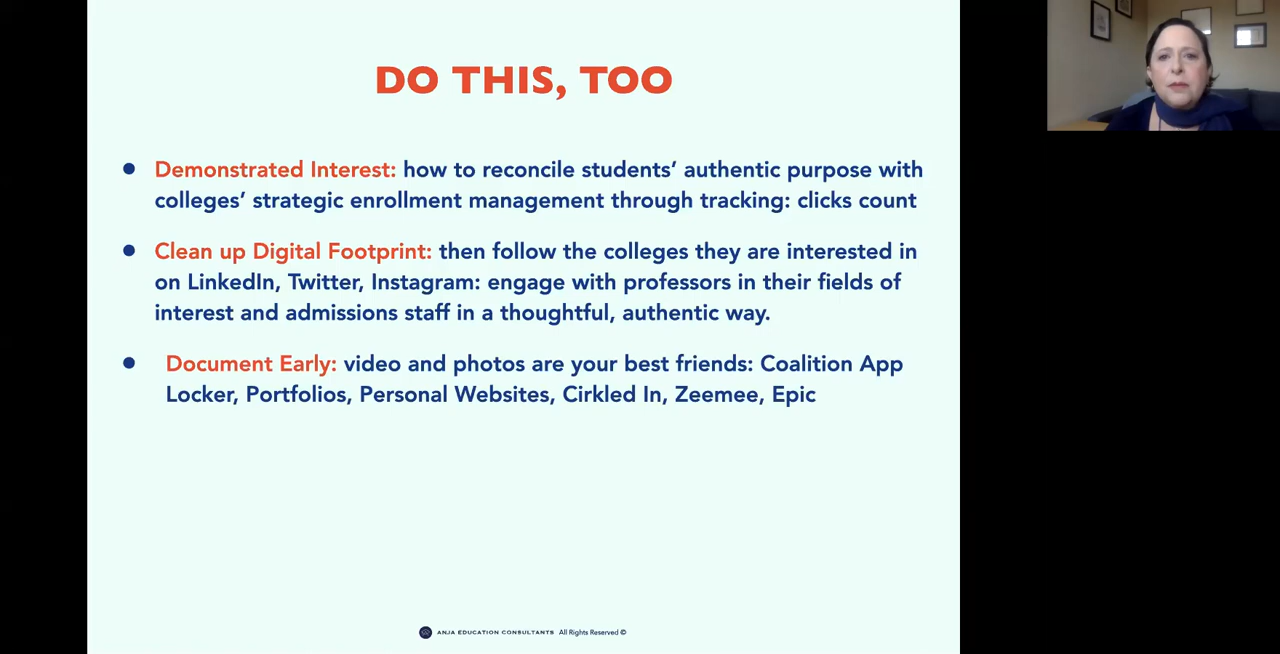 DO THIS, TOO
● Demonstrated Interest: how to reconcile students’ authentic purpose with
colleges’ strategic enrollment management through tracking: clicks count
● Clean up Digital Footprint: then follow the colleges they are interested in
on LinkedIn, Twitter, Instagram: engage with professors in their fields of
interest and admissions staff in a thoughtful, authentic way.
● Document Early: video and photos are your best friends: Coalition App
Locker, Portfolios, Personal Websites, Cirkled In, Zeemee, Epic
ANJA EDUCATION CONSULTANTS All Rights Reserved ©